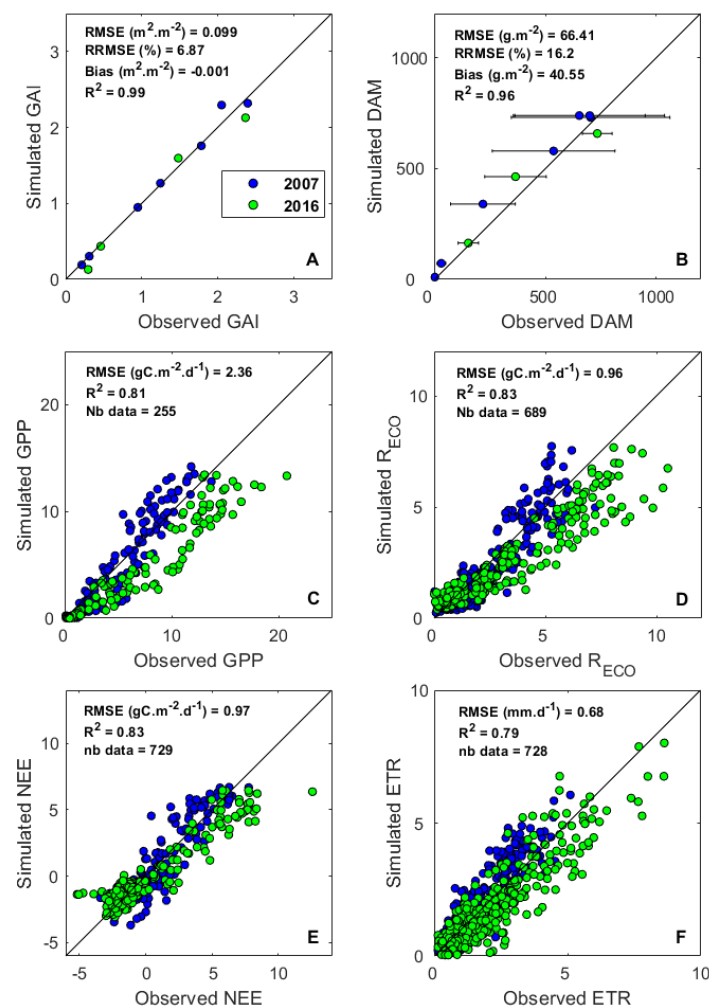 RMSE (m².m⁻²) = 0.099
RRMSE (%) = 6.87
Bias (m².m⁻²) = -0.001
R² = 0.99
3
2
1
0
Simulated GAI
2007
2016
A
0 1 2 3
Observed GAI
RMSE (g.m⁻²) = 66.41
RRMSE (%) = 16.2
Bias (g.m⁻²) = 40.55
R² = 0.96
1000
500
0
Simulated DAM
B
0 500 1000
Observed DAM
RMSE (gC.m⁻².d⁻¹) = 2.36
R² = 0.81
Nb data = 255
20
10
0
Simulated GPP
C
0 10 20
Observed GPP
RMSE (gC.m⁻².d⁻¹) = 0.96
R² = 0.83
Nb data = 689
10
5
0
Simulated R_ECO
D
0 5 10
Observed R_ECO
RMSE (gC.m⁻².d⁻¹) = 0.97
R² = 0.83
nb data = 729
10
5
0
-5
Simulated NEE
E
-5 0 5 10
Observed NEE
RMSE (mm.d⁻¹) = 0.68
R² = 0.79
nb data = 728
10
5
0
Simulated ETR
F
0 5 10
Observed ETR